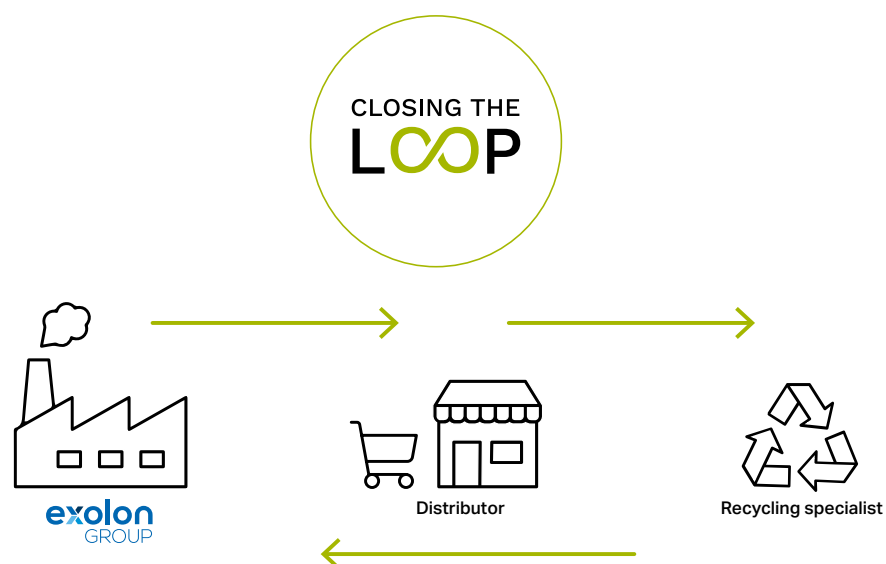 CLOSING THE
LOOP
exolon
GROUP
Distributor
Recycling specialist